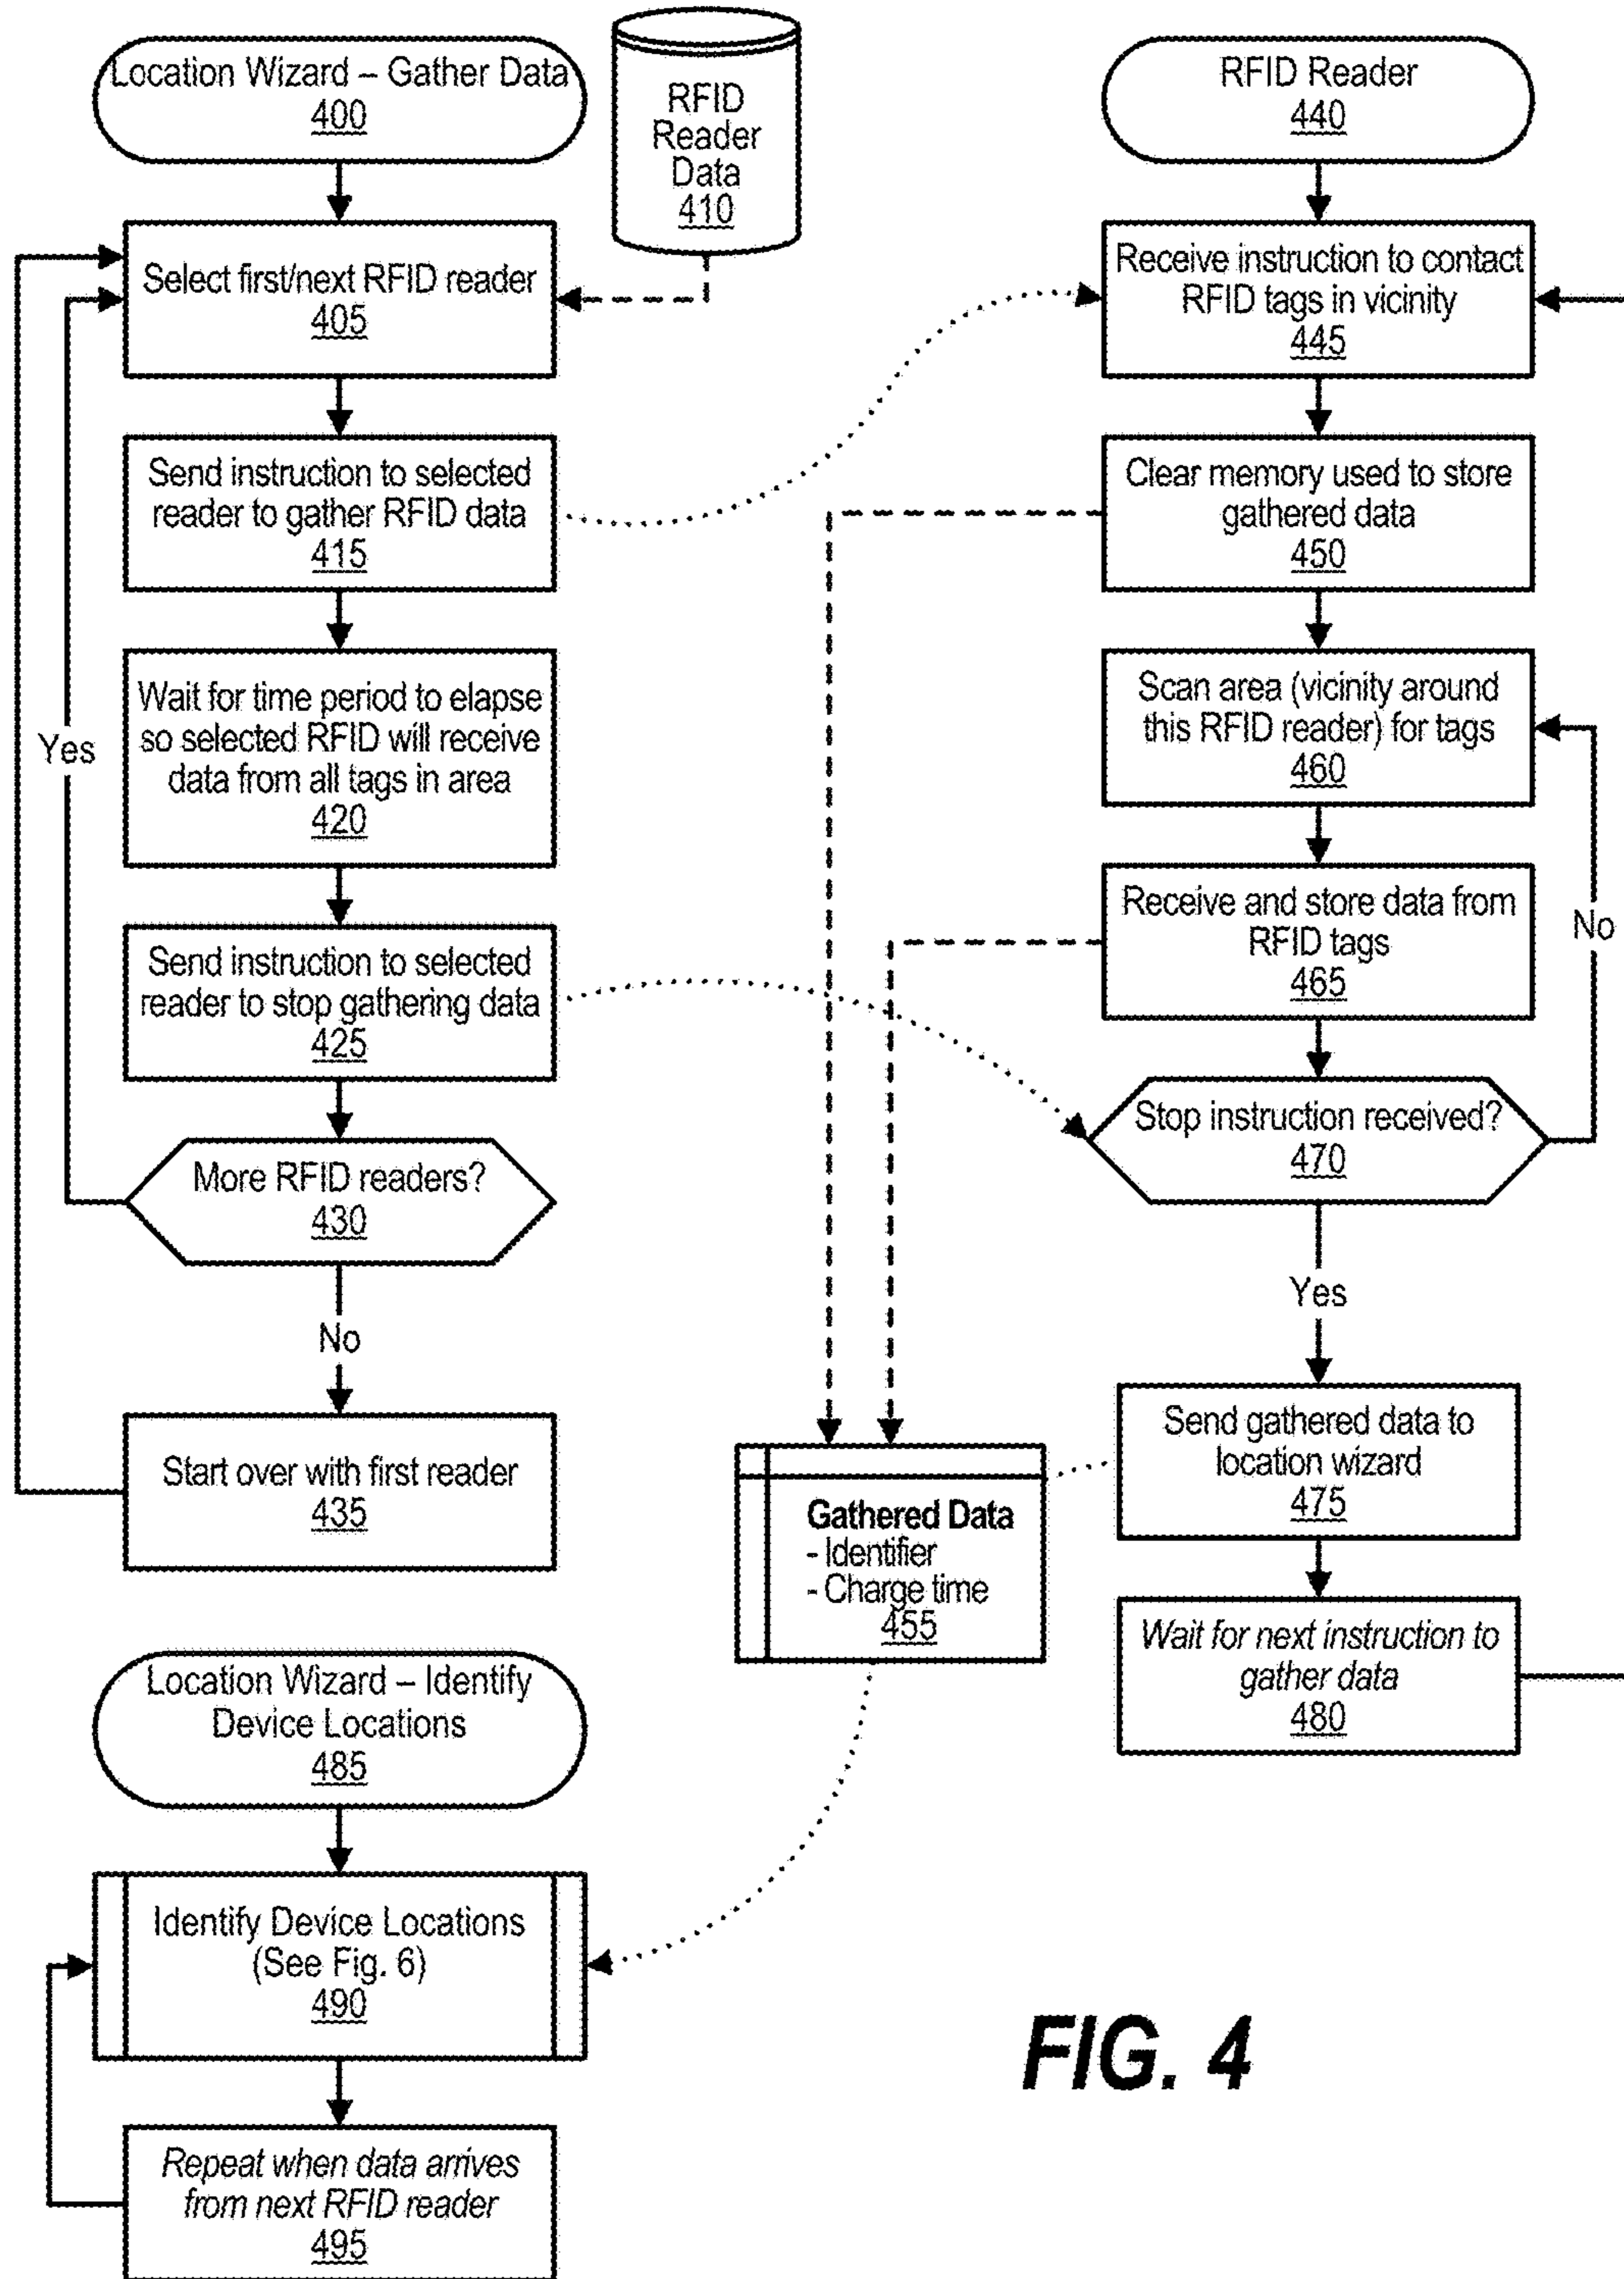 Location Wizard – Gather Data
400
RFID
Reader
Data
410
Select first/next RFID reader
405
Send instruction to selected
reader to gather RFID data
415
Wait for time period to elapse
so selected RFID will receive
data from all tags in area
420
Send instruction to selected
reader to stop gathering data
425
More RFID readers?
430
Yes
No
Start over with first reader
435
RFID Reader
440
Receive instruction to contact
RFID tags in vicinity
445
Clear memory used to store
gathered data
450
Scan area (vicinity around
this RFID reader) for tags
460
Receive and store data from
RFID tags
465
No
Stop instruction received?
470
Yes
Send gathered data to
location wizard
475
Wait for next instruction to
gather data
480
Gathered Data
- Identifier
- Charge time
455
Location Wizard – Identify
Device Locations
485
Identify Device Locations
(See Fig. 6)
490
Repeat when data arrives
from next RFID reader
495
FIG. 4